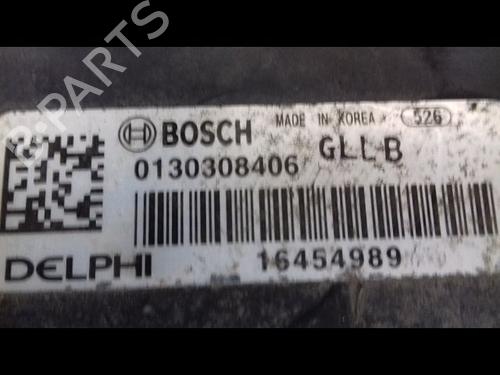 B-PARTS
BOSCH MADE IN KOREA 526
0130308406 GLLB
DELPHI 16454989